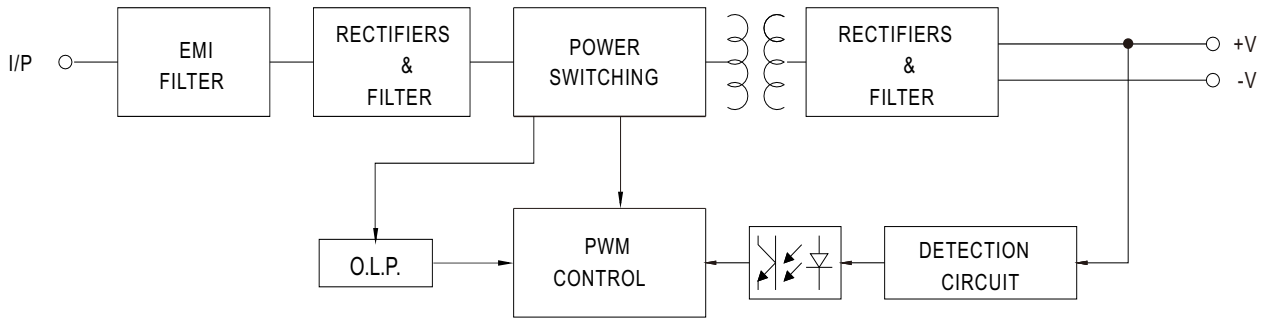 I/P
EMI
FILTER
RECTIFIERS
&
FILTER
POWER
SWITCHING
RECTIFIERS
&
FILTER
+V
-V
O.L.P.
PWM
CONTROL
DETECTION
CIRCUIT